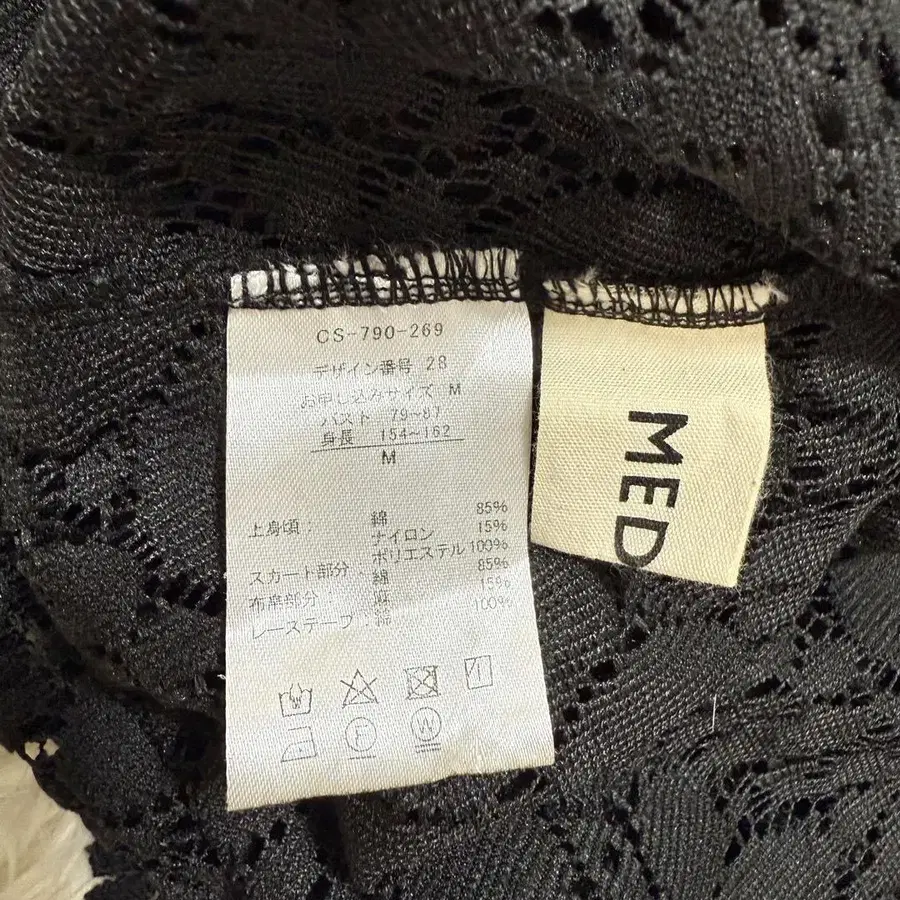 CS-790-269
デザイン番号 28
お申し込みサイズ M
バスト 79~87
身長 154~162
M
上身頃: 綿 85%
ナイロン 15%
スカート部分: ポリエステル 100%
布帛部分: 綿 85%
麻 15%
レーステープ: 綿 100%
W
F
W
MED